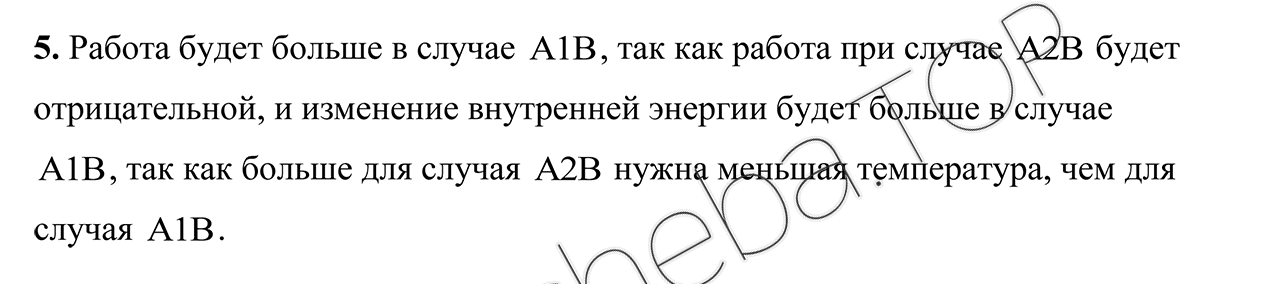 5. Работа будет больше в случае A1B, так как работа при случае A2B будет
отрицательной, и изменение внутренней энергии будет больше в случае
A1B, так как больше для случая A2B нужна меньшая температура, чем для
случая A1B.
heba.TOP